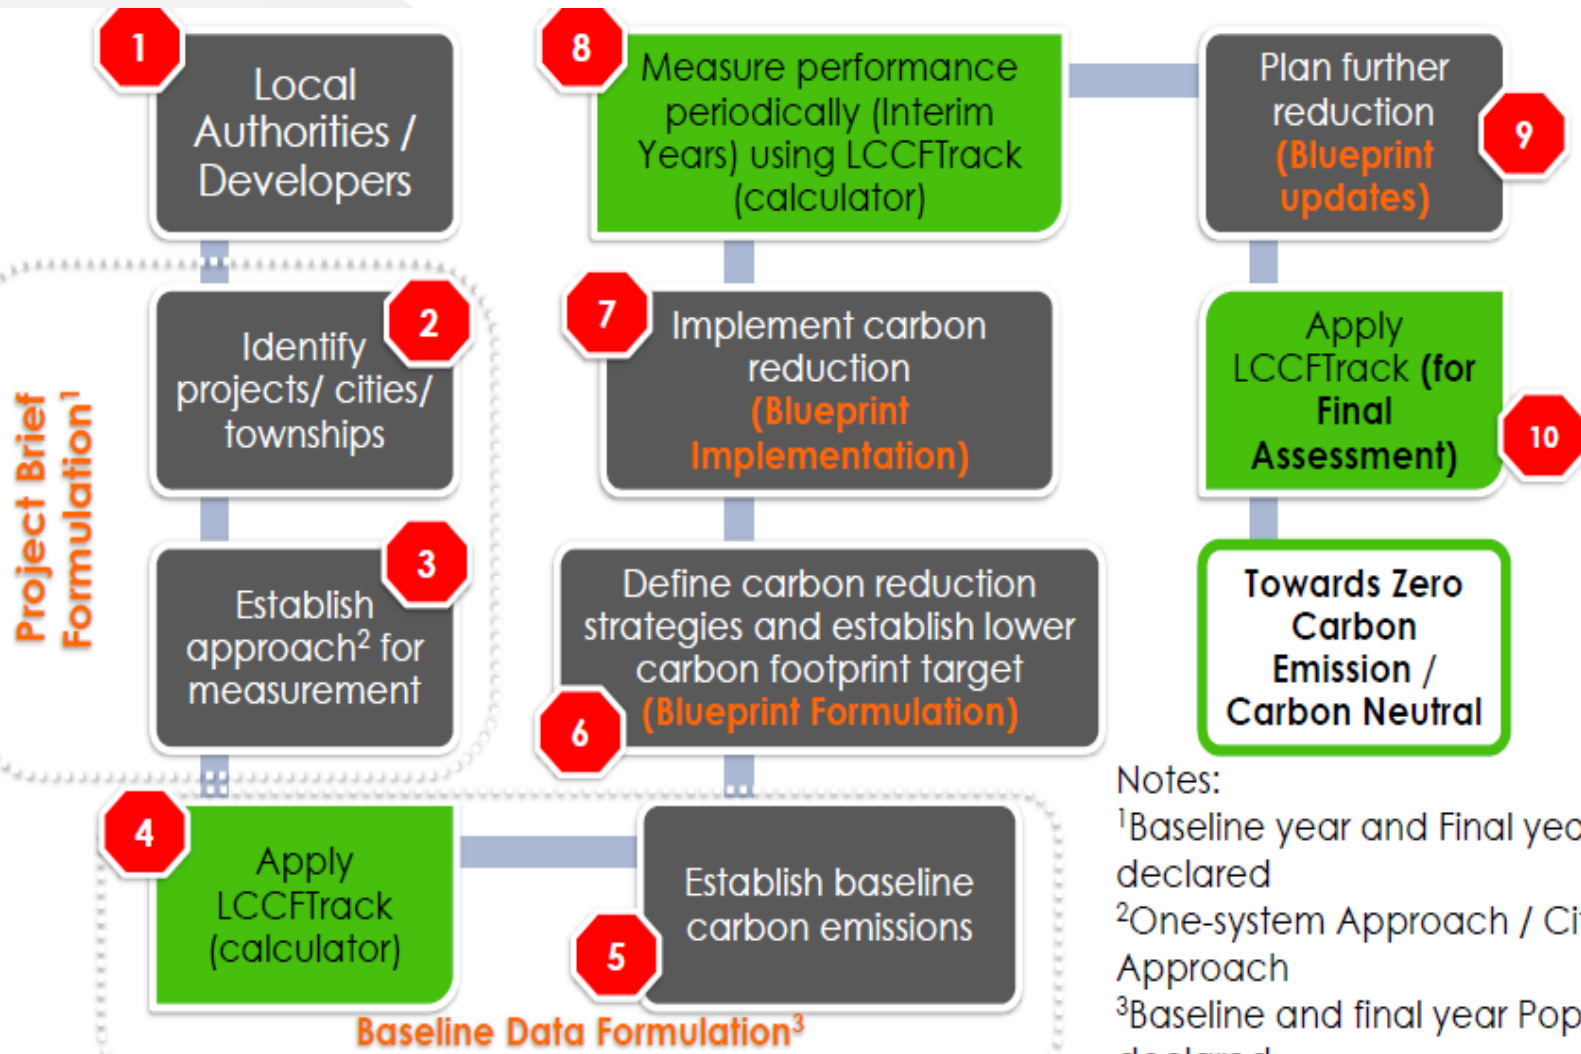 1
Local
Authorities /
Developers
Project Brief
Formulation¹
2
Identify
projects/ cities/
townships
3
Establish
approach² for
measurement
4
Apply
LCCFTrack
(calculator)
5
Establish baseline
carbon emissions
Baseline Data Formulation³
6
Define carbon reduction
strategies and establish lower
carbon footprint target
(Blueprint Formulation)
7
Implement carbon
reduction
(Blueprint
Implementation)
8
Measure performance
periodically (Interim
Years) using LCCFTrack
(calculator)
9
Plan further
reduction
(Blueprint
updates)
10
Apply
LCCFTrack (for
Final
Assessment)
Towards Zero
Carbon
Emission /
Carbon Neutral
Notes:
¹Baseline year and Final
declared
²One-system Approach /
Approach
³Baseline and final year